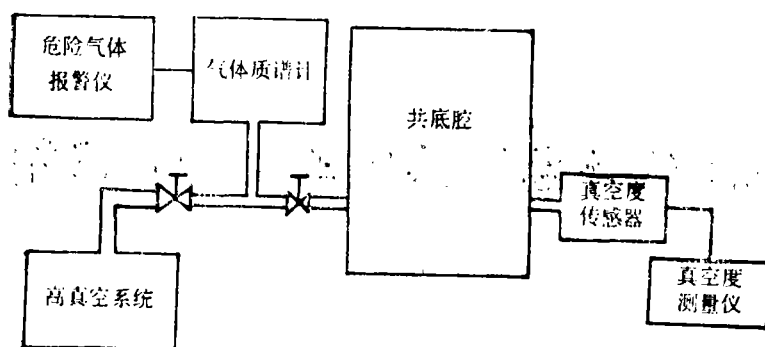 危险气体
报警仪
气体质谱计
共底腔
真空度
传感器
高真空系统
真空度
测量仪